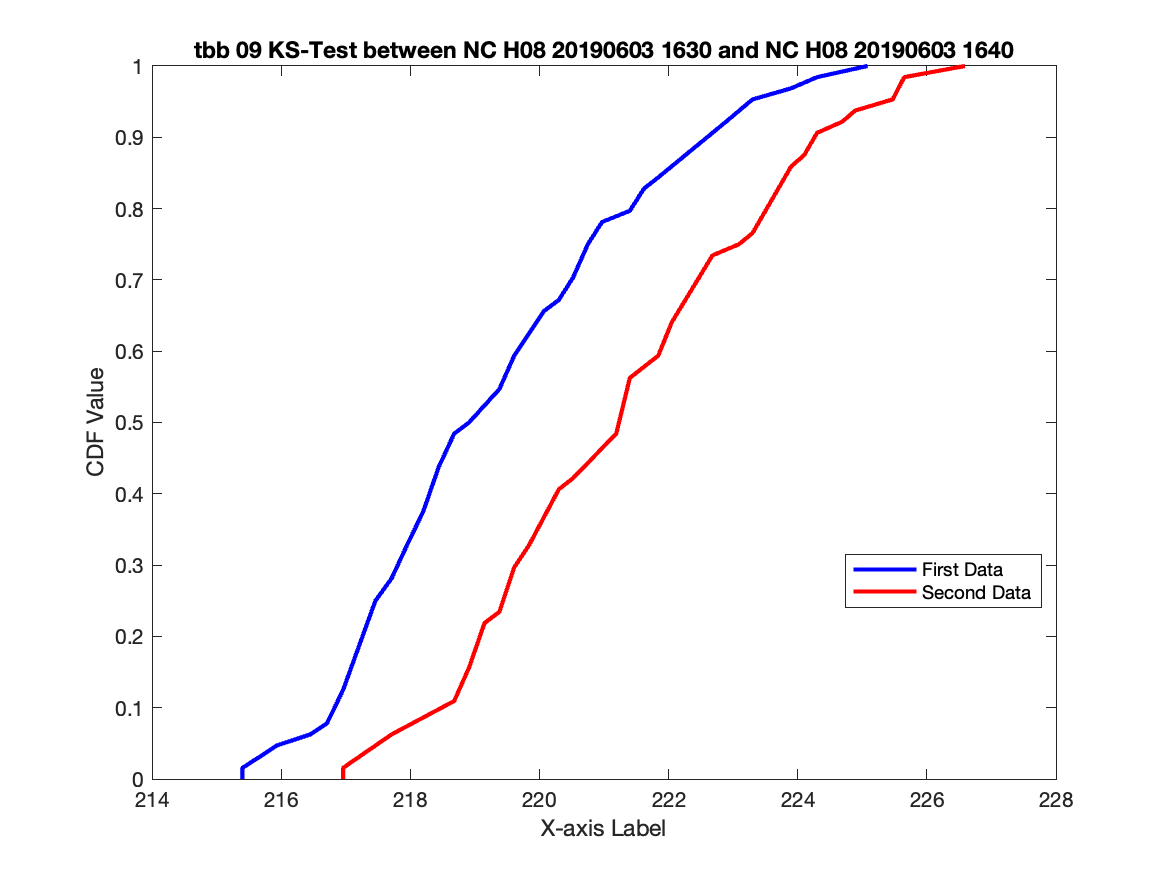 tbb 09 KS-Test between NC H08 20190603 1630 and NC H08 20190603 1640
1
0.9
0.8
0.7
0.6
0.5
0.4
0.3
0.2
0.1
0
CDF Value
First Data
Second Data
214 216 218 220 222 224 226 228
X-axis Label